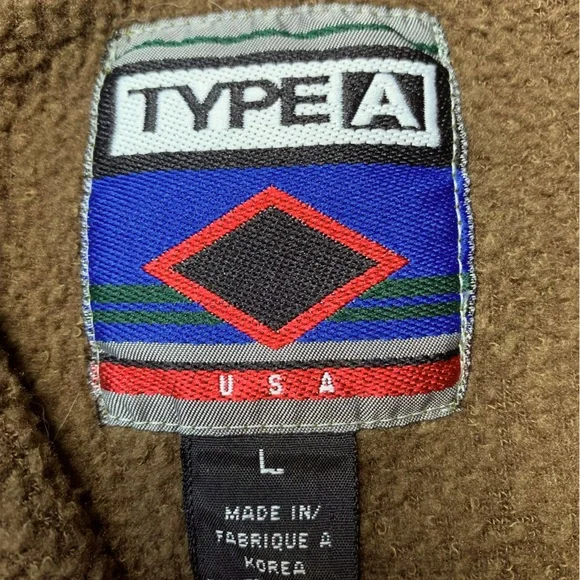 TYPE A
USA
L
MADE IN/
FABRIQUE A
KOREA